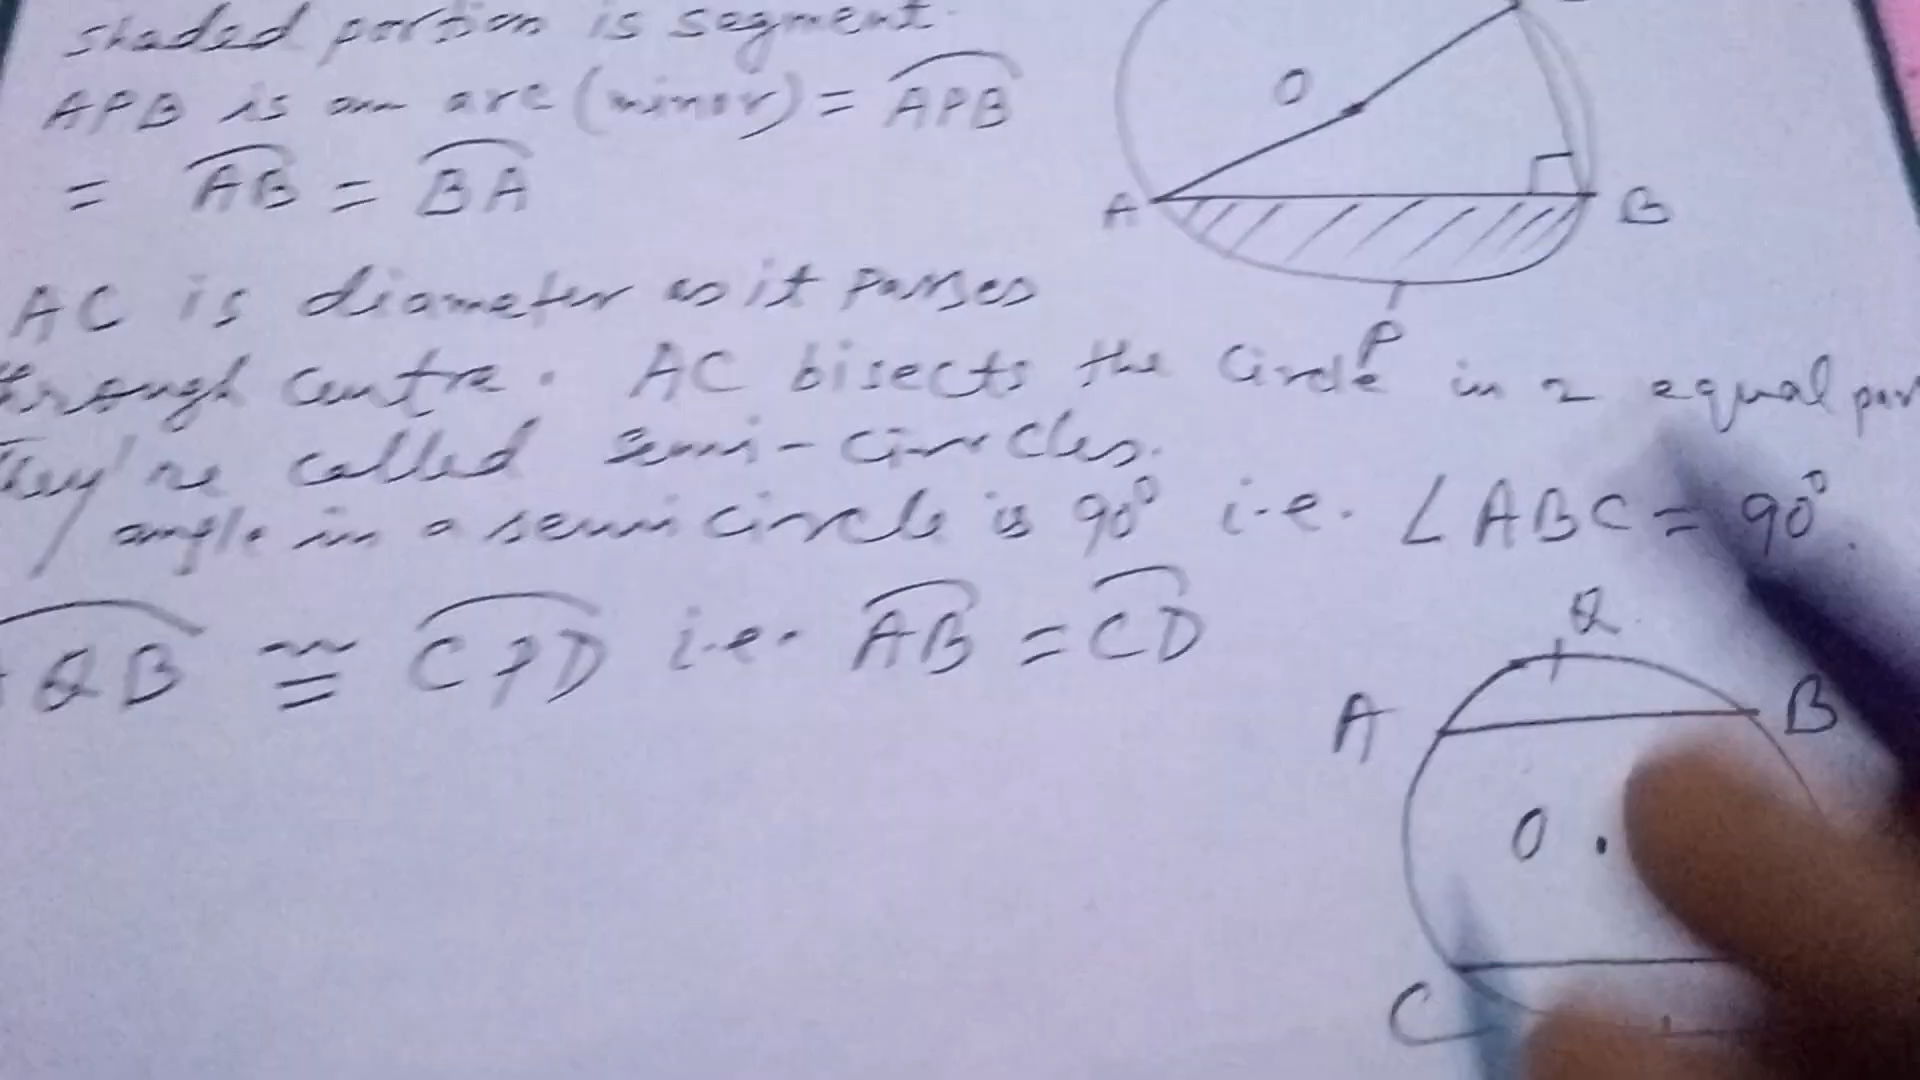 shaded portion is segment.
APB is an arc (minor) = APB
= AB = BA
O
A
B
P
AC is diameter as it passes
through centre. AC bisects the circle in 2 equal
They're called semi-circles.
angle in a semi circle is 90° i.e. ∠ABC = 90°.
QB ≅ CPD i.e. AB = CD
Q
A
B
O
C